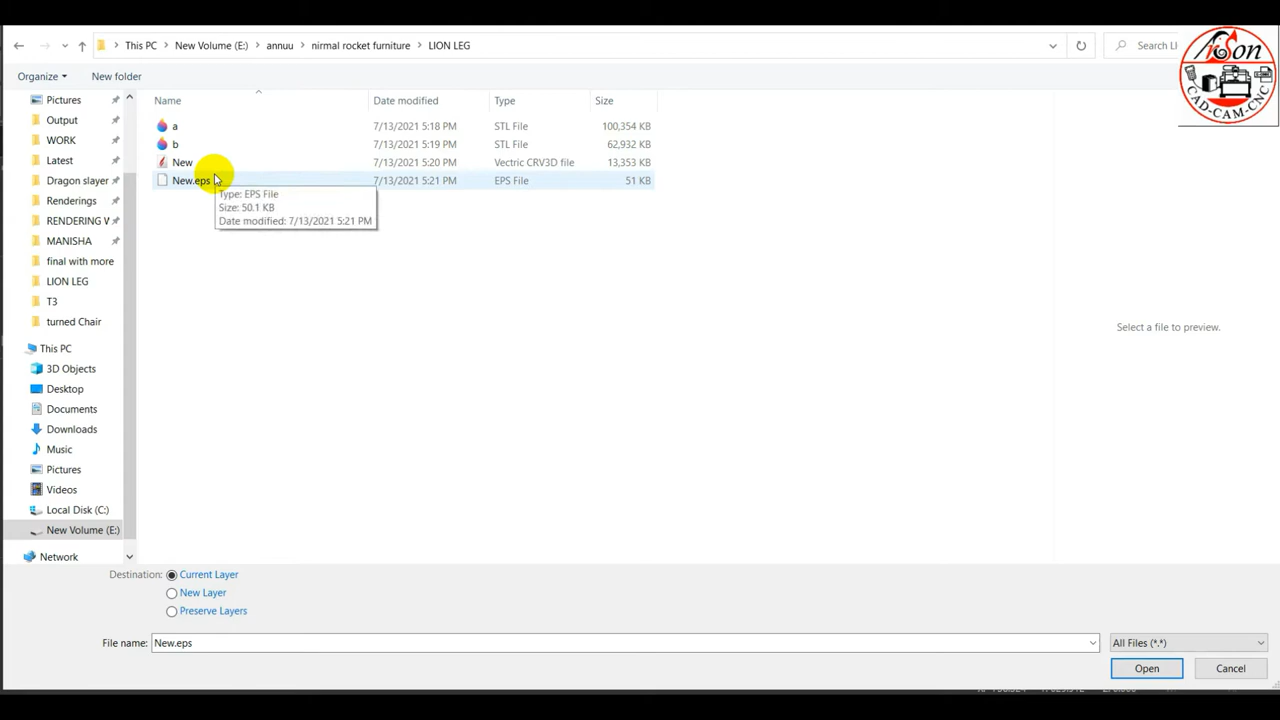 This PC > New Volume (E:) > annuu > nirmal rocket furniture > LION LEG
Search LI
ArSon
CAD-CAM-CNC
Organize
New folder
Name Date modified Type Size
a 7/13/2021 5:18 PM STL File 100,354 KB
b 7/13/2021 5:19 PM STL File 62,932 KB
New 7/13/2021 5:20 PM Vectric CRV3D file 13,353 KB
New.eps 7/13/2021 5:21 PM EPS File 51 KB
Type: EPS File
Size: 50.1 KB
Date modified: 7/13/2021 5:21 PM
Pictures
Output
WORK
Latest
Dragon slayer
Renderings
RENDERING W
MANISHA
final with more
LION LEG
T3
turned Chair
This PC
3D Objects
Desktop
Documents
Downloads
Music
Pictures
Videos
Local Disk (C:)
New Volume (E:)
Network
Select a file to preview.
Destination: Current Layer
New Layer
Preserve Layers
File name: New.eps
All Files (*.*)
Open
Cancel